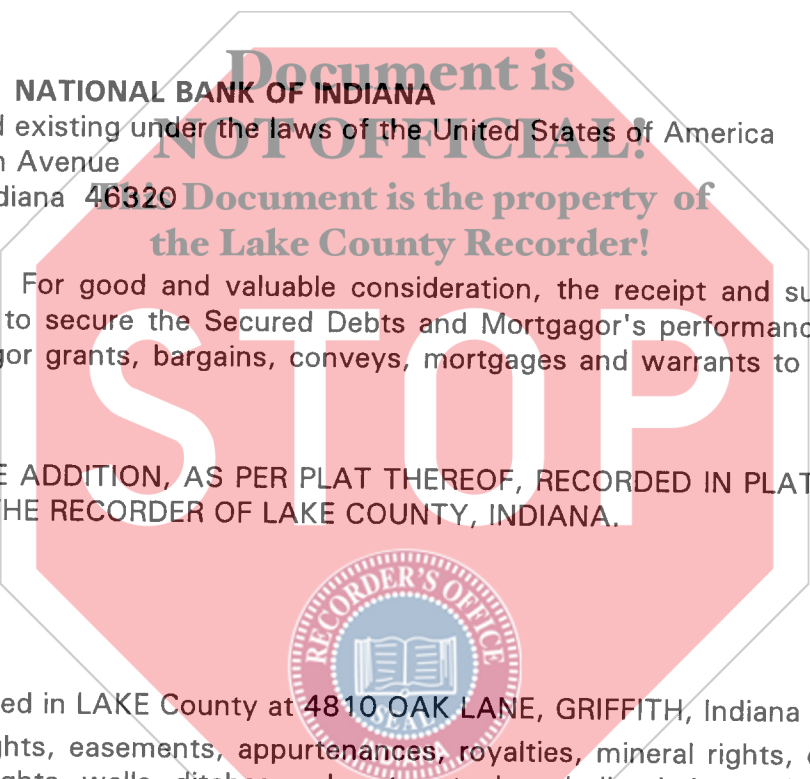 Document is
NATIONAL BANK OF INDIANA
existing under the laws of the United States of America
NOT OFFICIAL!
Avenue
diana 46320
This Document is the property of
the Lake County Recorder!
For good and valuable consideration, the receipt and su
to secure the Secured Debts and Mortgagor's performanc
gor grants, bargains, conveys, mortgages and warrants to
STOP
E ADDITION, AS PER PLAT THEREOF, RECORDED IN PLAT
THE RECORDER OF LAKE COUNTY, INDIANA.
RECORDER'S OFFICE
SEAL
ed in LAKE County at 4810 OAK LANE, GRIFFITH, Indiana
ghts, easements, appurtenances, royalties, mineral rights,